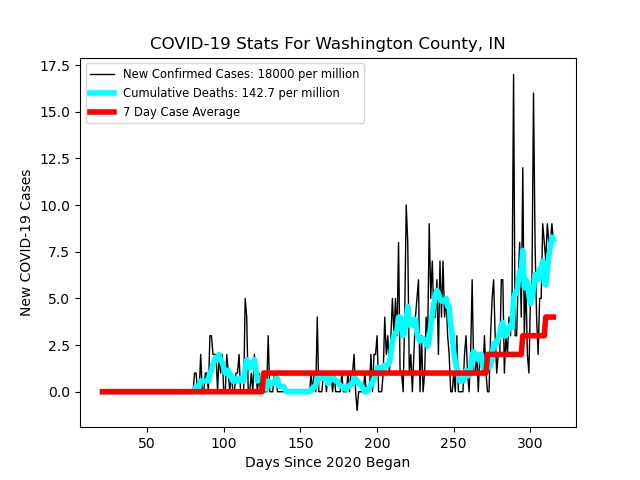 COVID-19 Stats For Washington County, IN
17.5
15.0
12.5
10.0
7.5
5.0
2.5
0.0
New COVID-19 Cases
New Confirmed Cases: 18000 per million
Cumulative Deaths: 142.7 per million
7 Day Case Average
50 100 150 200 250 300
Days Since 2020 Began